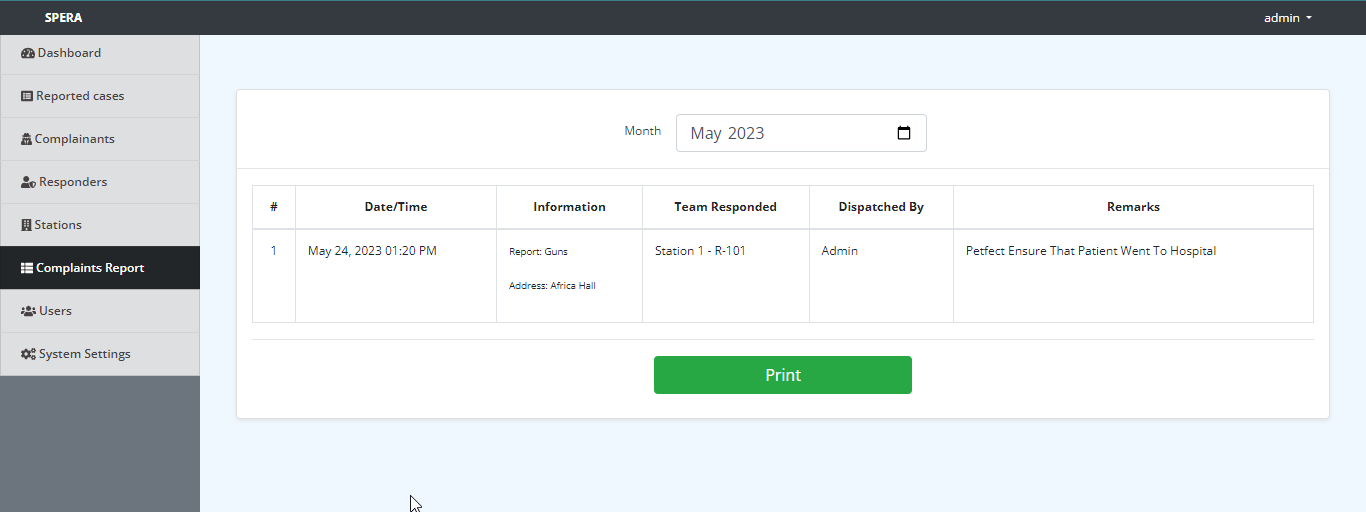 SPERA
admin
Dashboard
Reported cases
Complainants
Responders
Stations
Complaints Report
Users
System Settings
Month May 2023
# Date/Time Information Team Responded Dispatched By Remarks
1 May 24, 2023 01:20 PM Report: Guns Station 1 - R-101 Admin Petfect Ensure That Patient Went To Hospital
Address: Africa Hall
Print